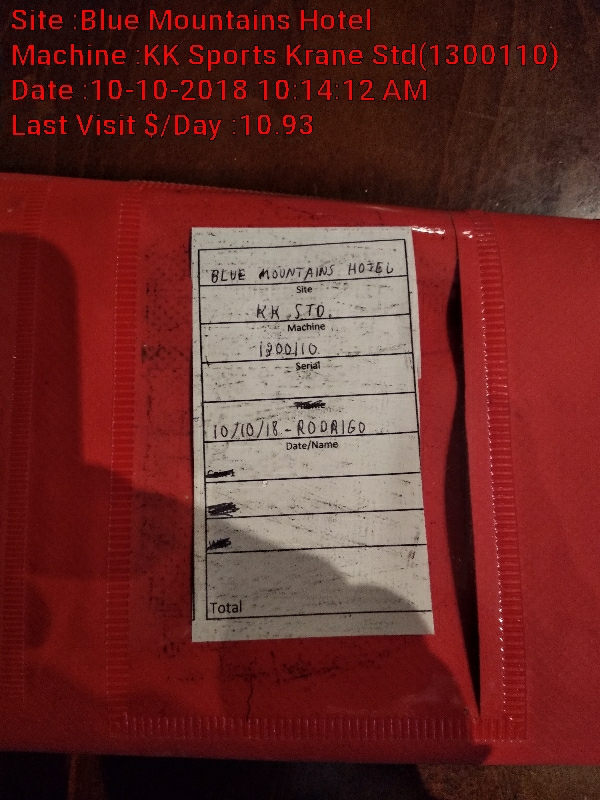 Site :Blue Mountains Hotel
Machine :KK Sports Krane Std(1300110)
Date :10-10-2018 10:14:12 AM
Last Visit $/Day :10.93
BLUE MOUNTAINS HOTEL
Site
KK STD.
Machine
1300110
Serial
10/10/18 - RODRIGO
Date/Name
Total